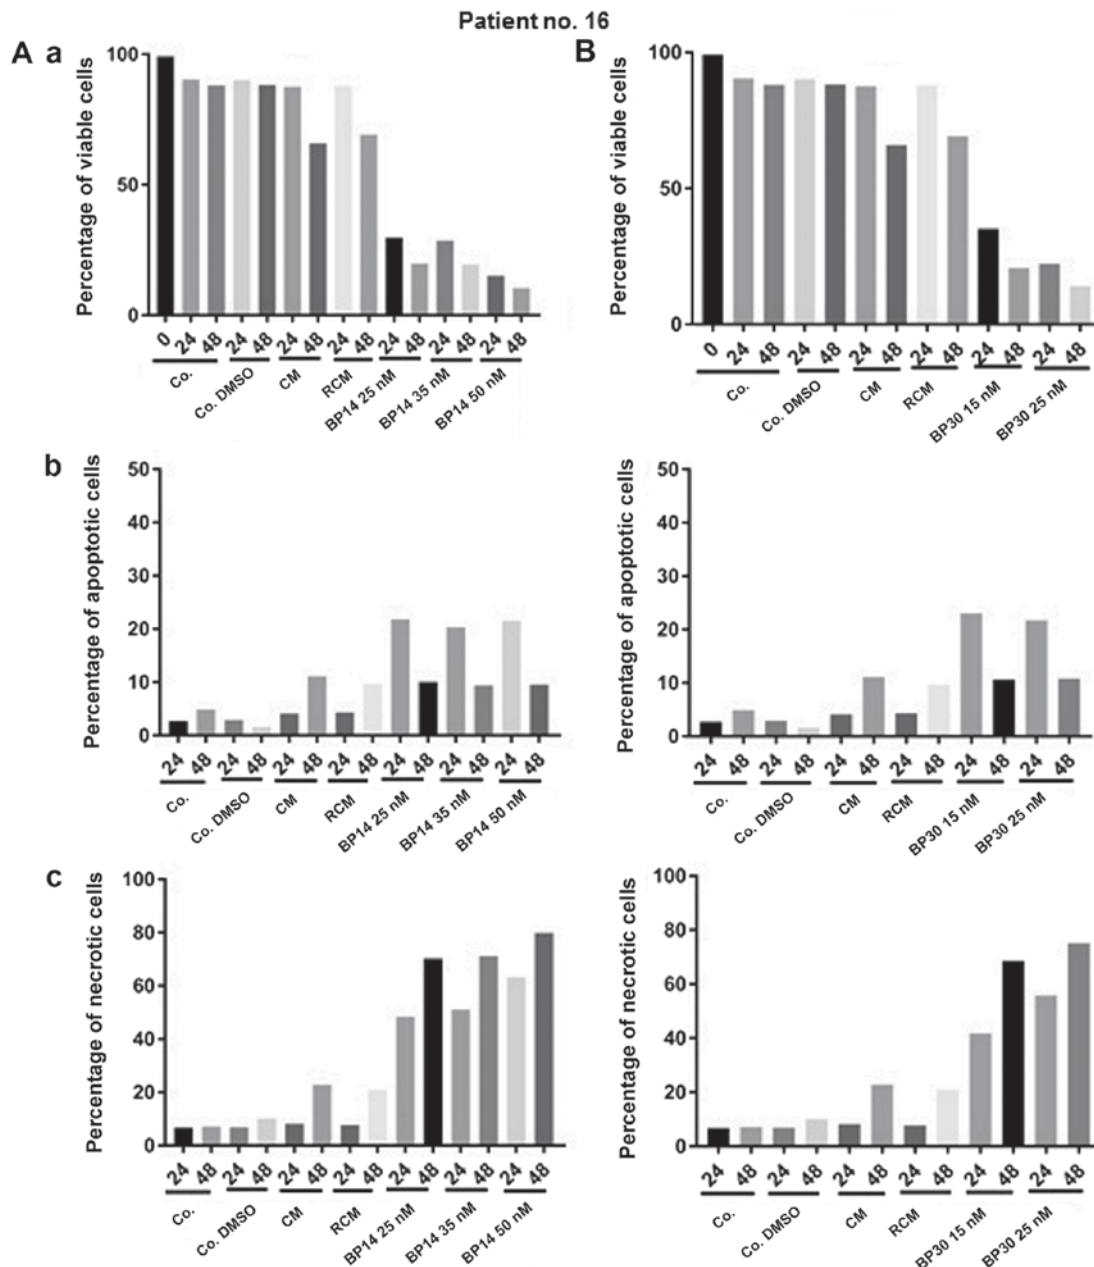 Patient no. 16
A a
Percentage of viable cells
100
50
0
0 24 48 24 48 24 48 24 48 24 48 24 48 24 48
Co. Co. DMSO CM RCM BP14 25 nM BP14 35 nM BP14 50 nM
B
Percentage of viable cells
100
50
0
0 24 48 24 48 24 48 24 48 24 48 24 48
Co. Co. DMSO CM RCM BP30 15 nM BP30 25 nM
b
Percentage of apoptotic cells
50
40
30
20
10
0
24 48 24 48 24 48 24 48 24 48 24 48 24 48
Co. Co. DMSO CM RCM BP14 25 nM BP14 35 nM BP14 50 nM
Percentage of apoptotic cells
50
40
30
20
10
0
24 48 24 48 24 48 24 48 24 48 24 48
Co. Co. DMSO CM RCM BP30 15 nM BP30 25 nM
c
Percentage of necrotic cells
100
80
60
40
20
0
24 48 24 48 24 48 24 48 24 48 24 48 24 48
Co. Co. DMSO CM RCM BP14 25 nM BP14 35 nM BP14 50 nM
Percentage of necrotic cells
100
80
60
40
20
0
24 48 24 48 24 48 24 48 24 48 24 48
Co. Co. DMSO CM RCM BP30 15 nM BP30 25 nM